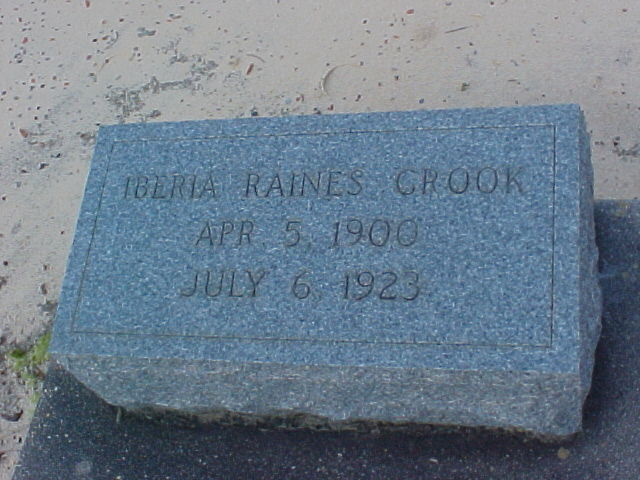 IBERIA RAINES CROOK
APR. 5, 1900
JULY 6, 1923